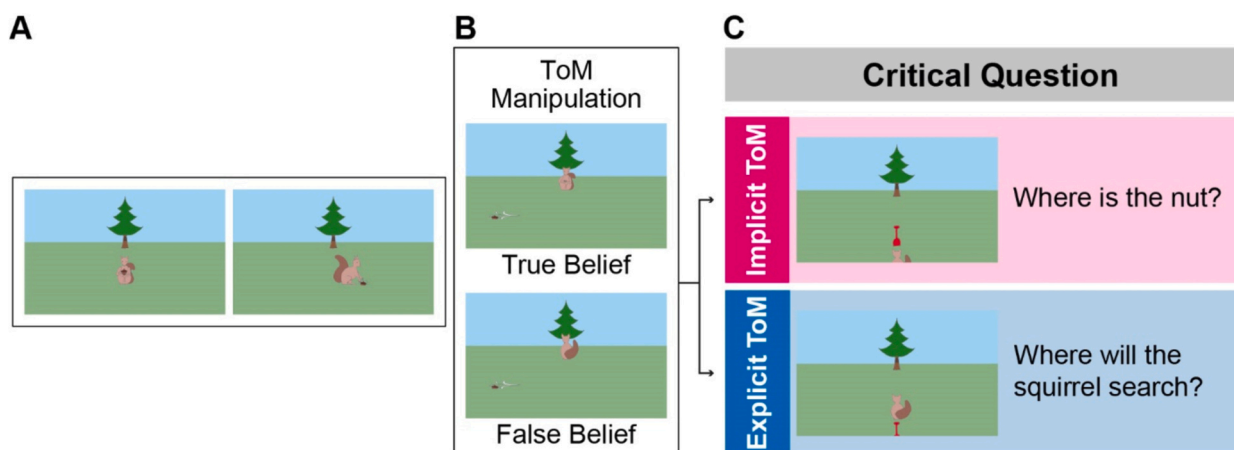 A
B
C
ToM
Manipulation
True Belief
False Belief
Critical Question
Implicit ToM
Where is the nut?
Explicit ToM
Where will the
squirrel search?